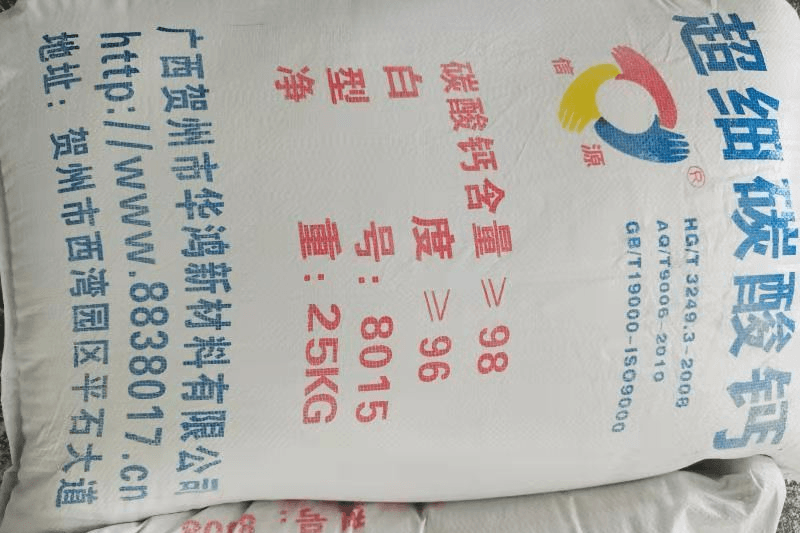 超细碳酸钙
信源
®
HG/T 3249.3-2008
AQ/T9006-2010
GB/T19000-ISO9000
碳酸钙含量≥98
白度≥96
型号：8015
净重：25KG
广西贺州市华鸿新材料有限公司
http://www.8838017.cn
地址：贺州市西湾园区平石大道